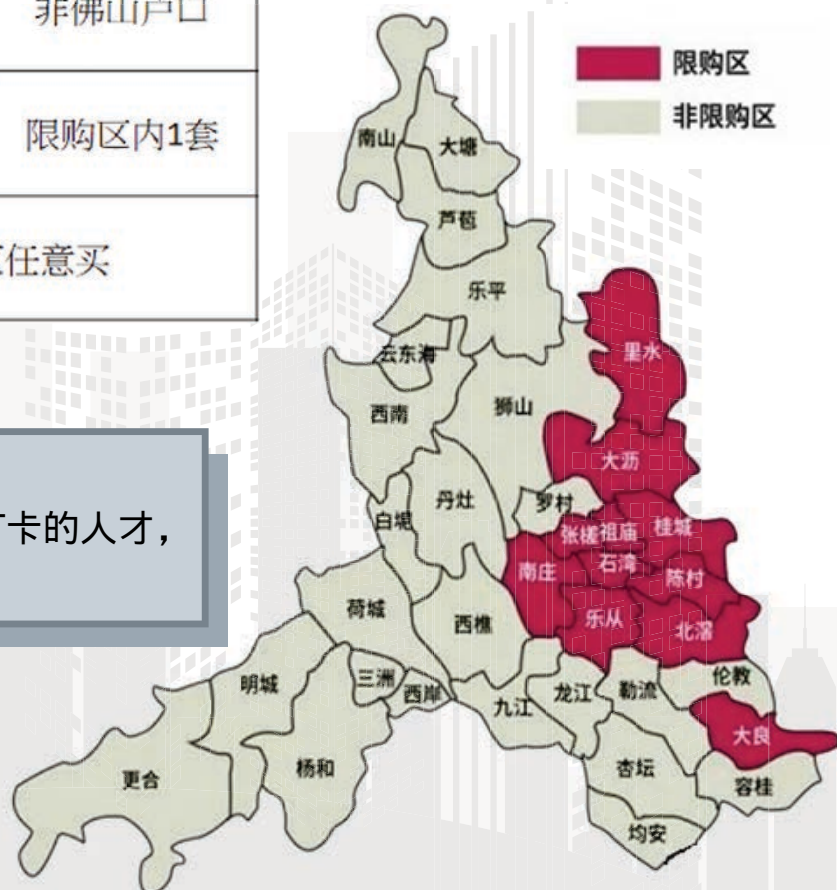 非佛山户口
限购区内1套
任意买
卡的人才，
限购区
非限购区
南山
大塘
芦苞
乐平
云东海
里水
西南
狮山
大沥
丹灶
罗村
白坭
张槎
祖庙
桂城
南庄
石湾
陈村
荷城
西樵
乐从
北滘
明城
三洲
西岸
九江
龙江
勒流
伦教
大良
更合
杨和
杏坛
容桂
均安